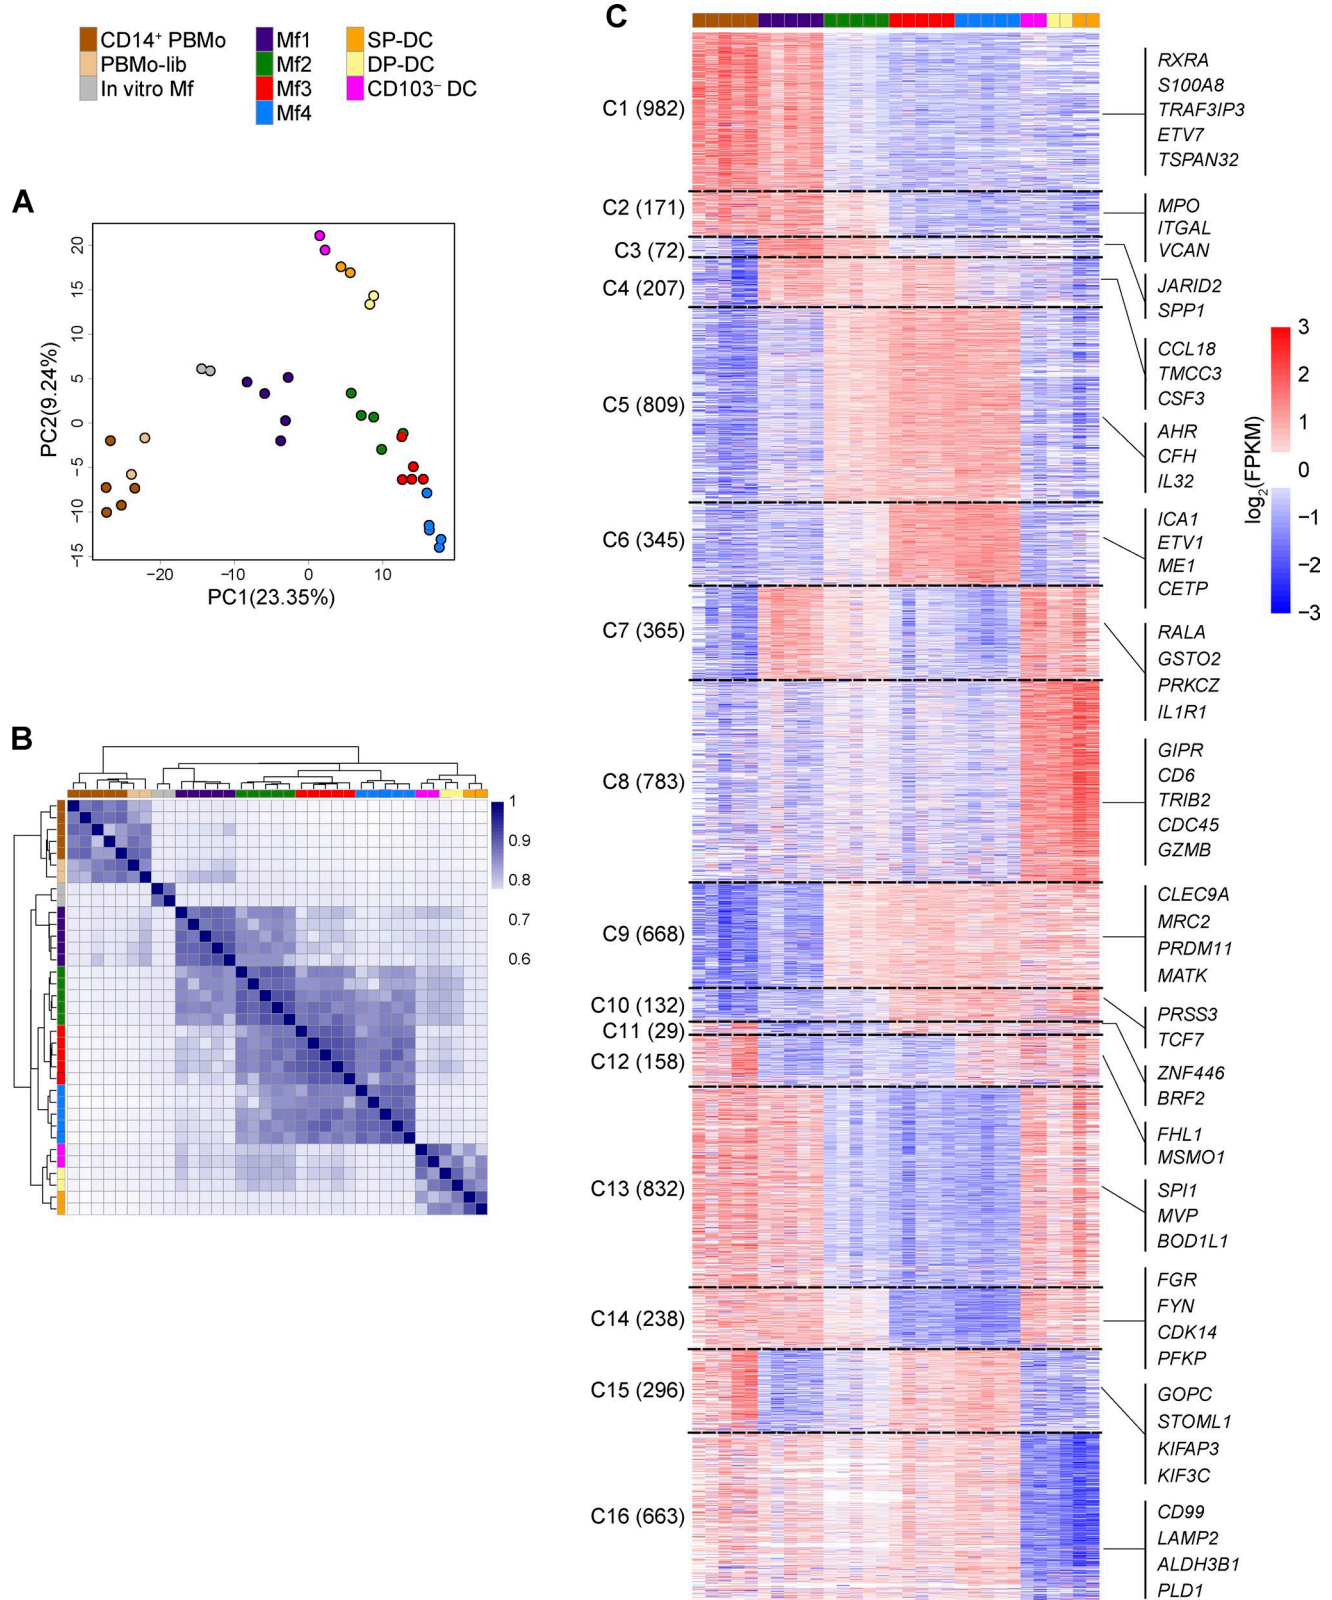 CD14⁺ PBMo
PBMo-lib
In vitro Mf
Mf1
Mf2
Mf3
Mf4
SP-DC
DP-DC
CD103⁻ DC
A
PC2(9.24%)
20
15
10
5
0
−5
−10
−15
−20
−10
0
10
PC1(23.35%)
B
1
0.9
0.8
0.7
0.6
C
C1 (982)
C2 (171)
C3 (72)
C4 (207)
C5 (809)
C6 (345)
C7 (365)
C8 (783)
C9 (668)
C10 (132)
C11 (29)
C12 (158)
C13 (832)
C14 (238)
C15 (296)
C16 (663)
RXRA
S100A8
TRAF3IP3
ETV7
TSPAN32
MPO
ITGAL
VCAN
JARID2
SPP1
CCL18
TMCC3
CSF3
AHR
CFH
IL32
ICA1
ETV1
ME1
CETP
RALA
GSTO2
PRKCZ
IL1R1
GIPR
CD6
TRIB2
CDC45
GZMB
CLEC9A
MRC2
PRDM11
MATK
PRSS3
TCF7
ZNF446
BRF2
FHL1
MSMO1
SPI1
MVP
BOD1L1
FGR
FYN
CDK14
PFKP
GOPC
STOML1
KIFAP3
KIF3C
CD99
LAMP2
ALDH3B1
PLD1
log₂(FPKM)
3
2
1
0
−1
−2
−3